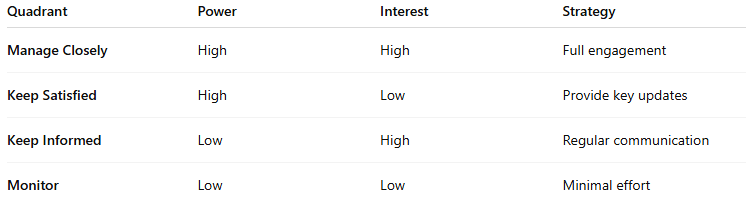 Quadrant Power Interest Strategy
Manage Closely High High Full engagement
Keep Satisfied High Low Provide key updates
Keep Informed Low High Regular communication
Monitor Low Low Minimal effort